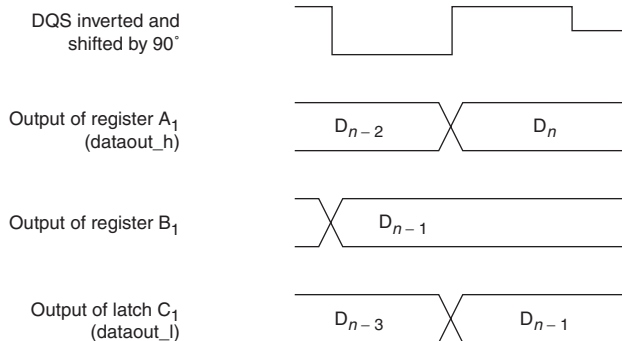 DQS inverted and
shifted by 90°
Output of register A1
(dataout_h)
Dn – 2
Dn
Output of register B1
Dn – 1
Output of latch C1
(dataout_l)
Dn – 3
Dn – 1